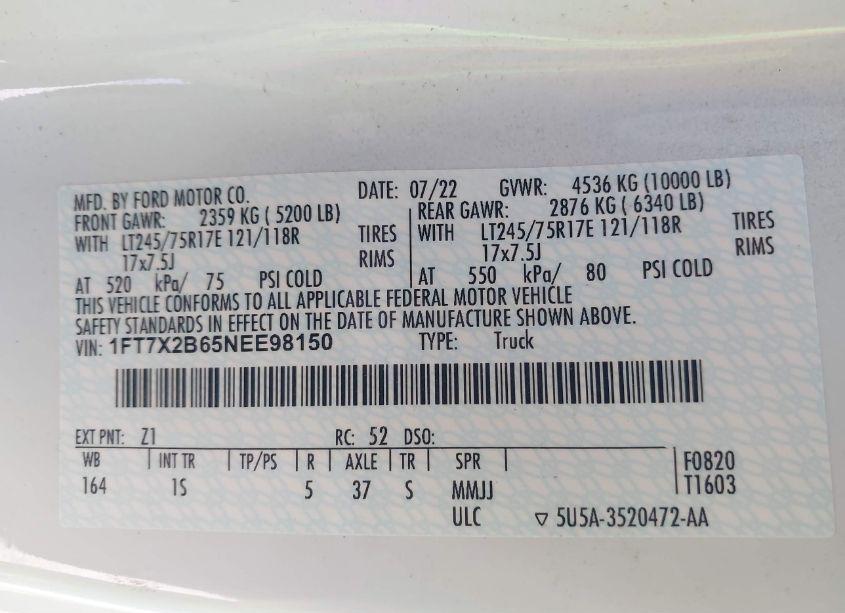 MFD. BY FORD MOTOR CO. DATE: 07/22 GVWR: 4536 KG (10000 LB)
FRONT GAWR: 2359 KG ( 5200 LB) REAR GAWR: 2876 KG ( 6340 LB)
WITH LT245/75R17E 121/118R TIRES WITH LT245/75R17E 121/118R TIRES
17x7.5J RIMS 17x7.5J RIMS
AT 520 kPa/ 75 PSI COLD AT 550 kPa/ 80 PSI COLD
THIS VEHICLE CONFORMS TO ALL APPLICABLE FEDERAL MOTOR VEHICLE
SAFETY STANDARDS IN EFFECT ON THE DATE OF MANUFACTURE SHOWN ABOVE.
VIN: 1FT7X2B65NEE98150 TYPE: Truck
EXT PNT: Z1 RC: 52 DSO:
WB INT TR TP/PS R AXLE TR SPR F0820
164 1S 5 37 S MMJJ T1603
ULC ▽ 5U5A-3520472-AA